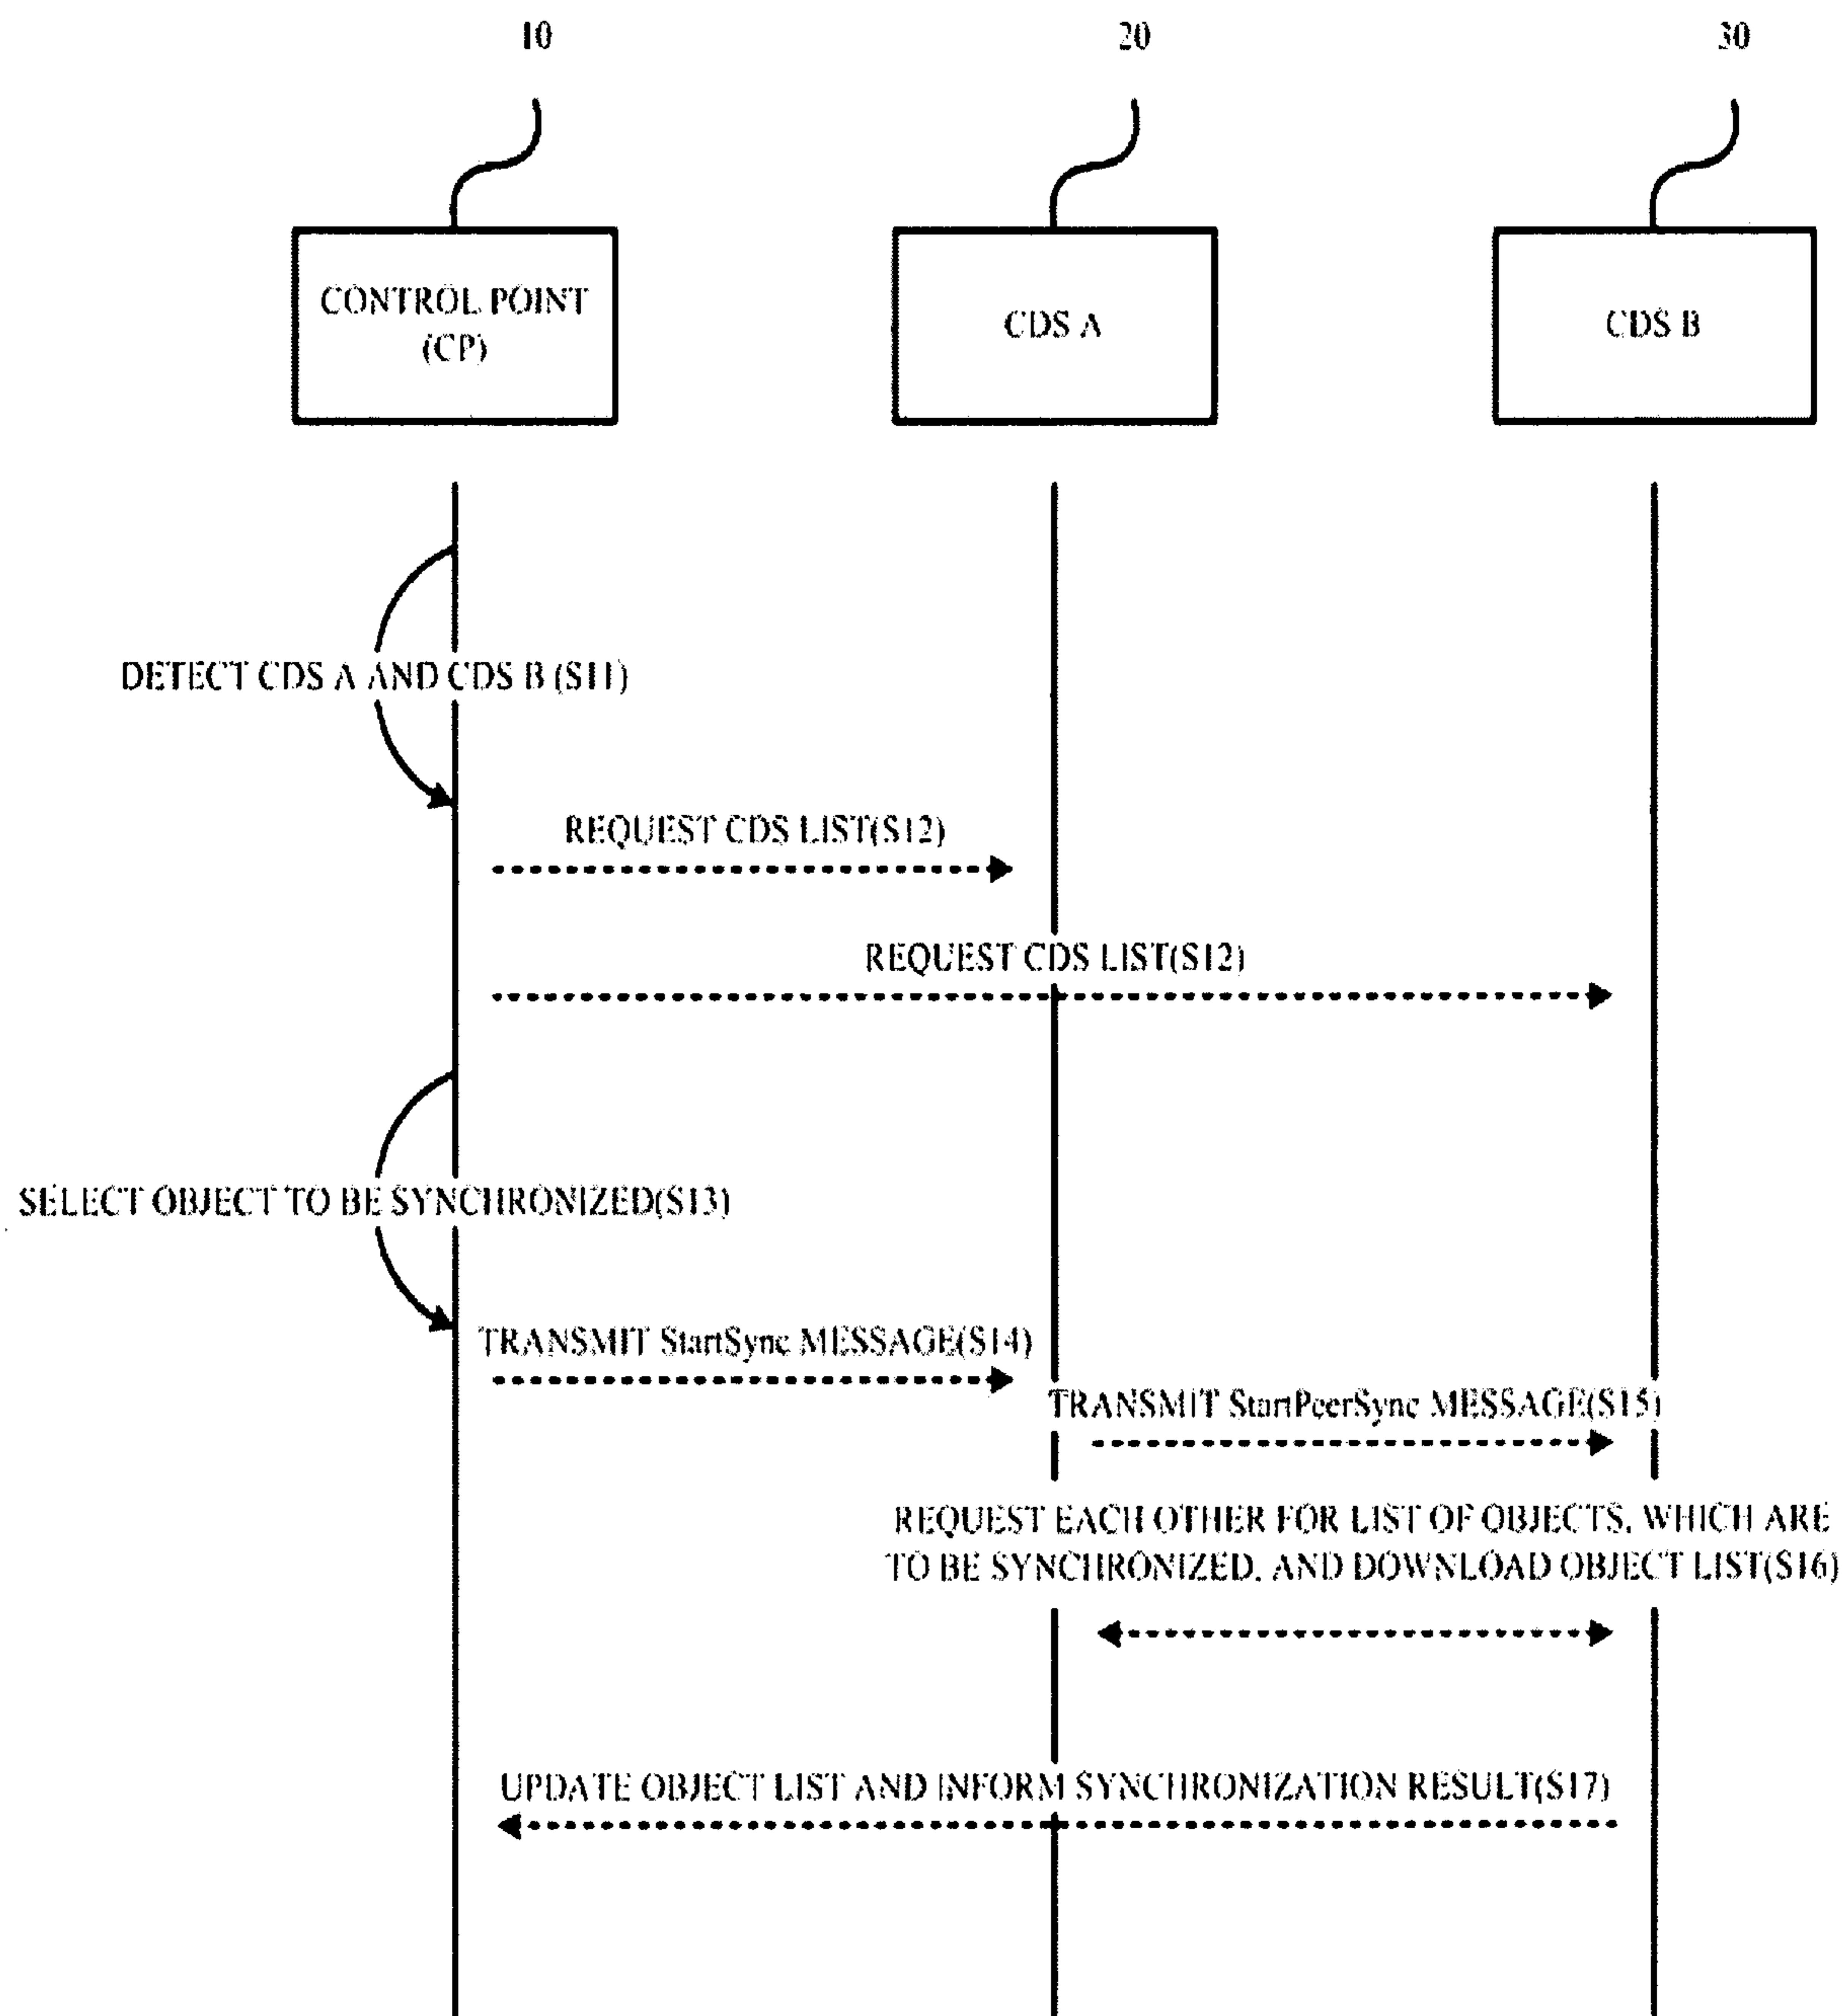 10
20
30
CONTROL POINT
(CP)
CDS A
CDS B
DETECT CDS A AND CDS B (S11)
REQUEST CDS LIST(S12)
REQUEST CDS LIST(S12)
SELECT OBJECT TO BE SYNCHRONIZED(S13)
TRANSMIT StartSync MESSAGE(S14)
TRANSMIT StartPeerSync MESSAGE(S15)
REQUEST EACH OTHER FOR LIST OF OBJECTS, WHICH ARE
TO BE SYNCHRONIZED, AND DOWNLOAD OBJECT LIST(S16)
UPDATE OBJECT LIST AND INFORM SYNCHRONIZATION RESULT(S17)